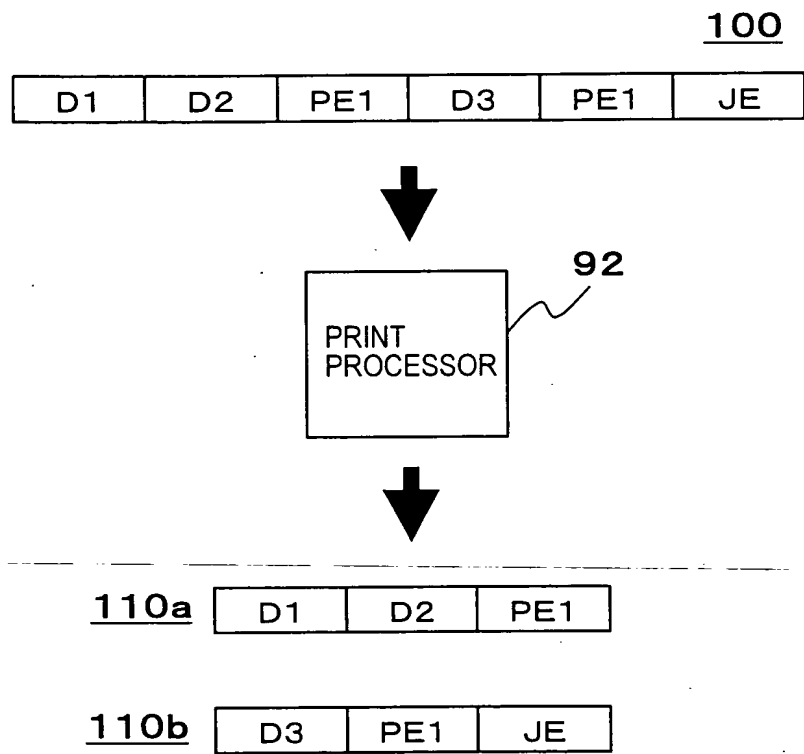 100
D1 D2 PE1 D3 PE1 JE
92
PRINT
PROCESSOR
110a D1 D2 PE1
110b D3 PE1 JE